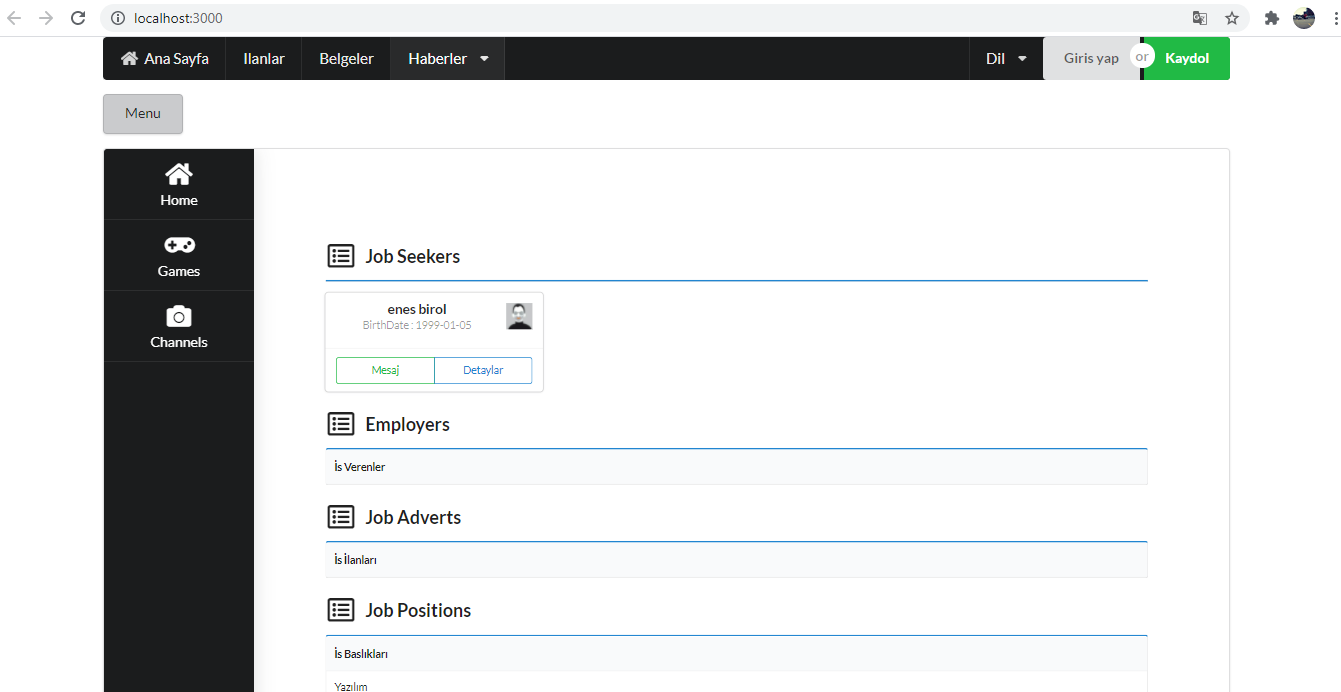 localhost:3000
Ana Sayfa Ilanlar Belgeler Haberler Dil Giris yap or Kaydol
Menu
Home
Games
Channels
Job Seekers
enes birol
BirthDate : 1999-01-05
Mesaj Detaylar
Employers
İs Verenler
Job Adverts
İs İlanları
Job Positions
İs Baslıkları
Yazılım